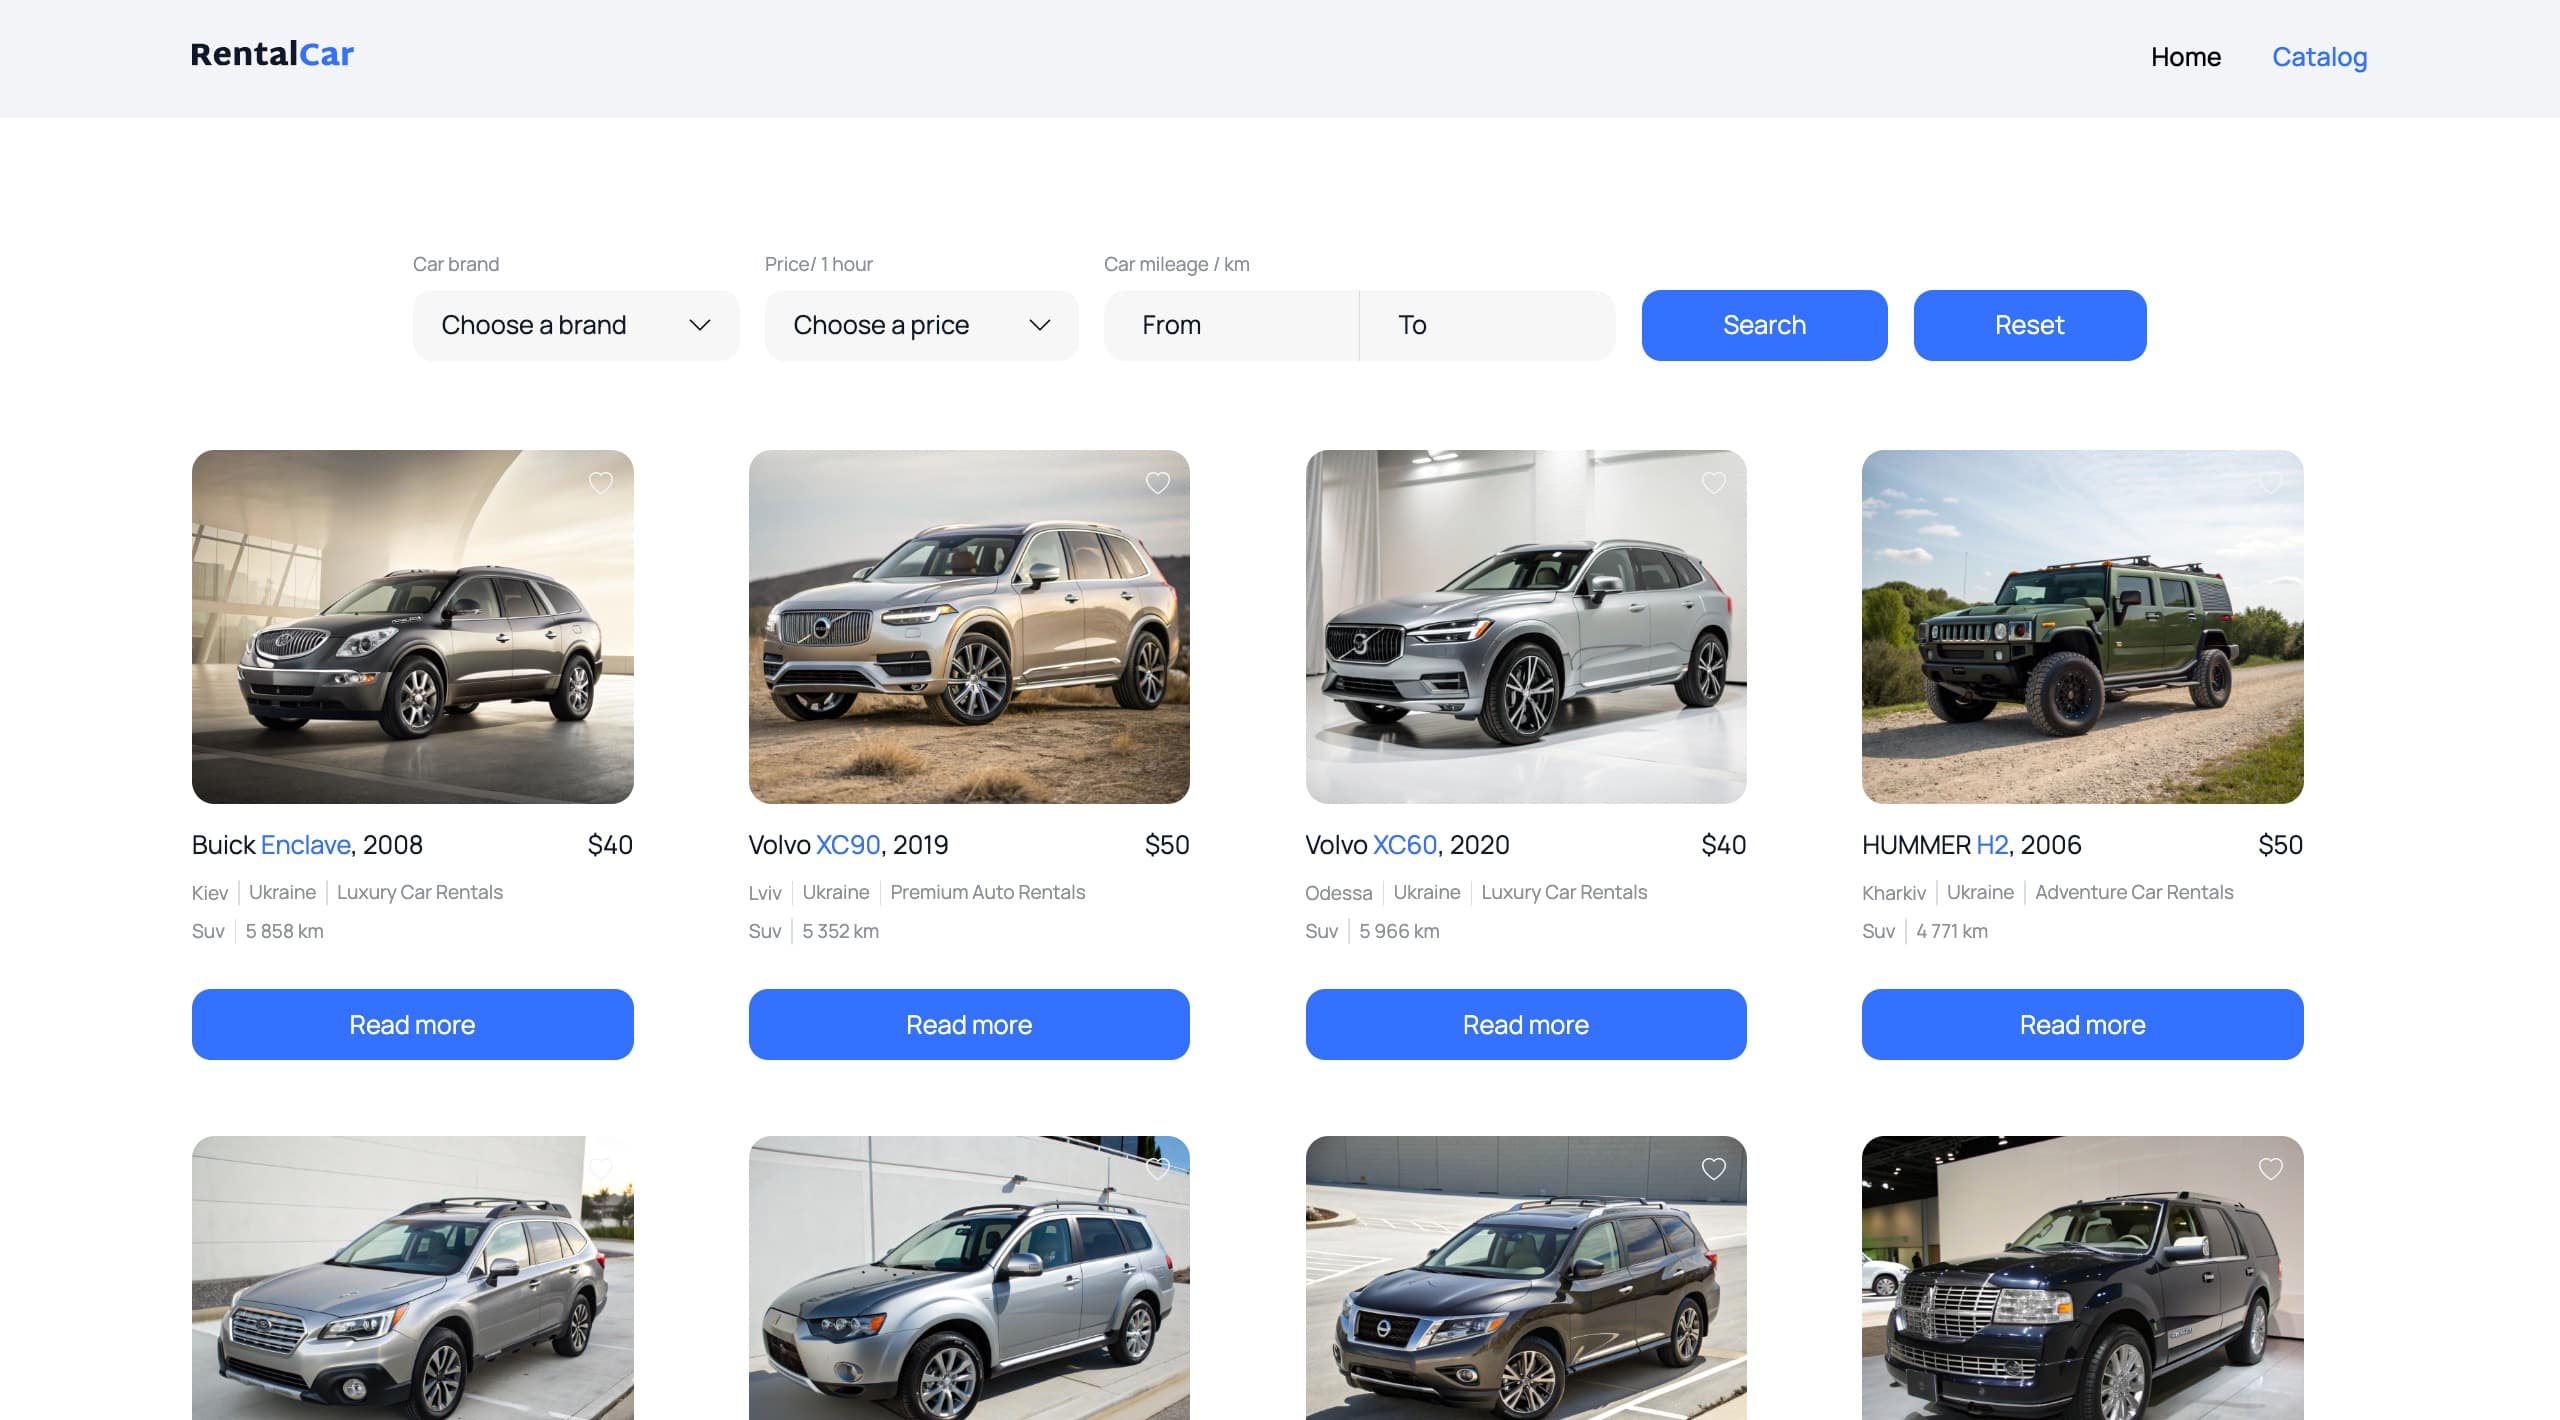 RentalCar
Home Catalog
Car brand Price/ 1 hour Car mileage / km
Choose a brand Choose a price From To Search Reset
Buick Enclave, 2008 $40
Kiev Ukraine Luxury Car Rentals
Suv 5 858 km
Read more
Volvo XC90, 2019 $50
Lviv Ukraine Premium Auto Rentals
Suv 5 352 km
Read more
Volvo XC60, 2020 $40
Odessa Ukraine Luxury Car Rentals
Suv 5 966 km
Read more
HUMMER H2, 2006 $50
Kharkiv Ukraine Adventure Car Rentals
Suv 4 771 km
Read more